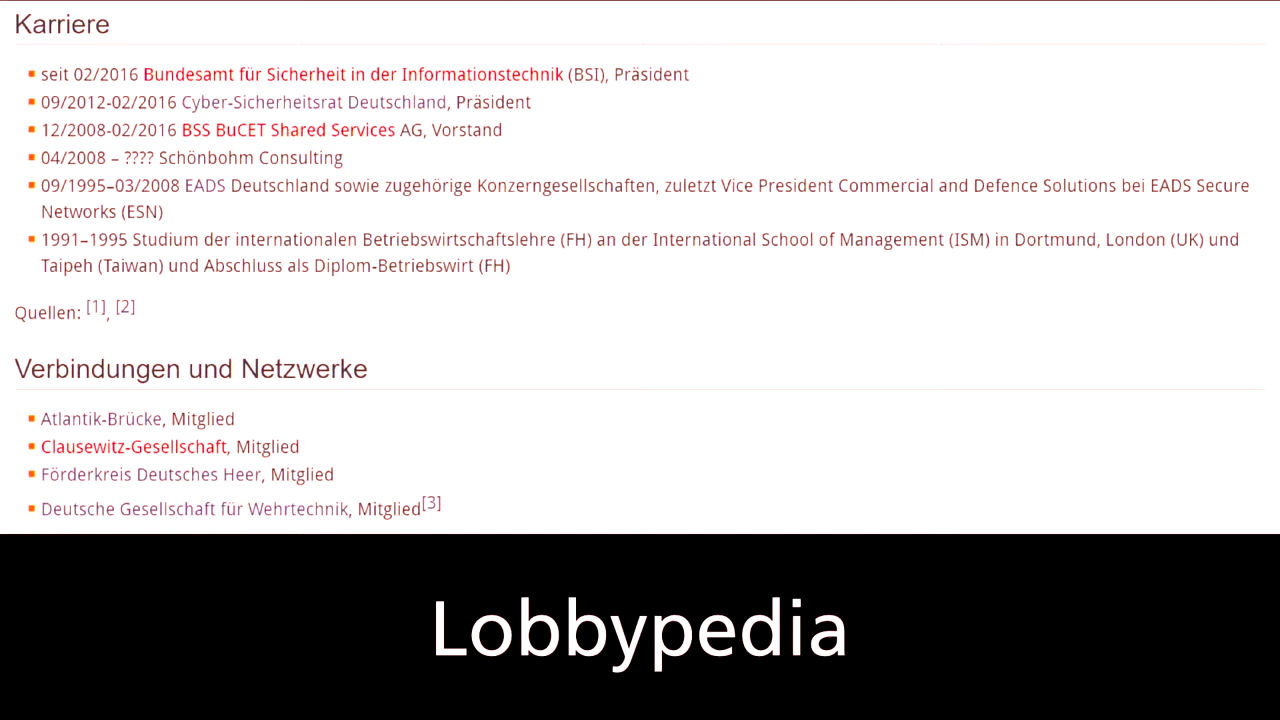 Karriere
seit 02/2016 Bundesamt für Sicherheit in der Informationstechnik (BSI), Präsident
09/2012-02/2016 Cyber-Sicherheitsrat Deutschland, Präsident
12/2008-02/2016 BSS BuCET Shared Services AG, Vorstand
04/2008 – ???? Schönbohm Consulting
09/1995–03/2008 EADS Deutschland sowie zugehörige Konzerngesellschaften, zuletzt Vice President Commercial and Defence Solutions bei EADS Secure
Networks (ESN)
1991–1995 Studium der internationalen Betriebswirtschaftslehre (FH) an der International School of Management (ISM) in Dortmund, London (UK) und
Taipeh (Taiwan) und Abschluss als Diplom-Betriebswirt (FH)
Quellen: [1], [2]
Verbindungen und Netzwerke
Atlantik-Brücke, Mitglied
Clausewitz-Gesellschaft, Mitglied
Förderkreis Deutsches Heer, Mitglied
Deutsche Gesellschaft für Wehrtechnik, Mitglied[3]
Lobbypedia